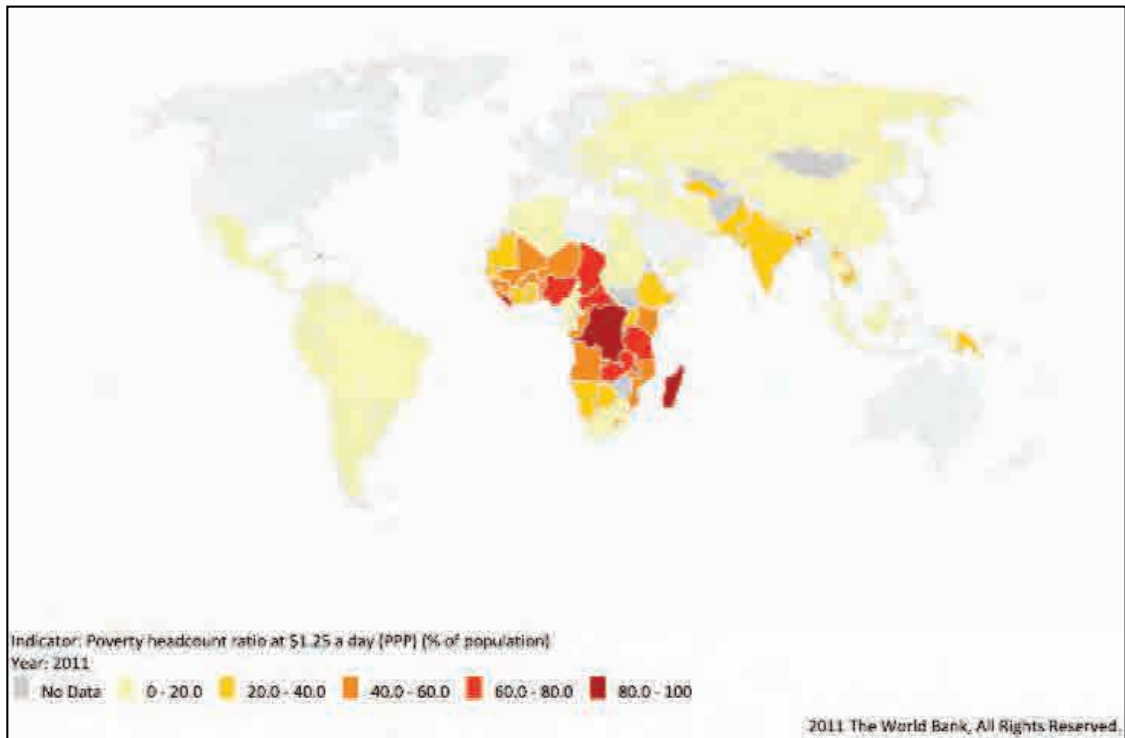 Indicator: Poverty headcount ratio at $1.25 a day (PPP) (% of population)
Year: 2011
No Data 0 - 20.0 20.0 - 40.0 40.0 - 60.0 60.0 - 80.0 80.0 - 100
2011 The World Bank, All Rights Reserved.